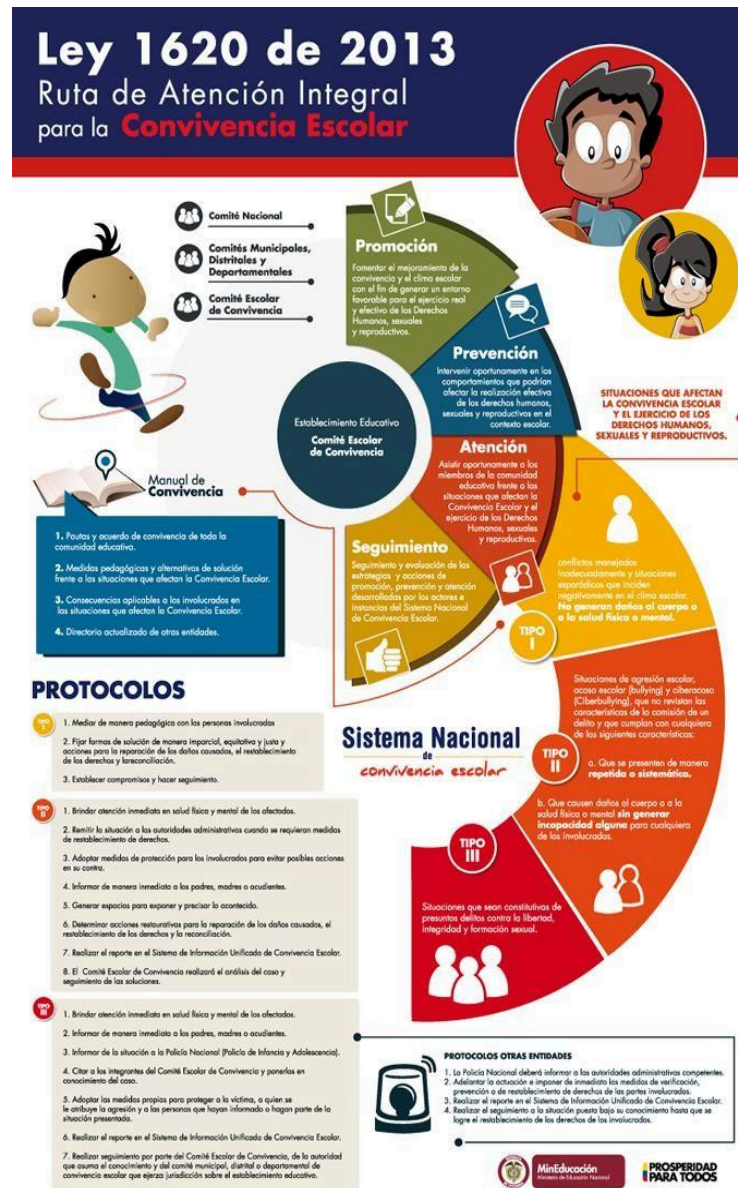 Ley 1620 de 2013
Ruta de Atención Integral
para la Convivencia Escolar
Comité Nacional
Comités Municipales,
Distritales y
Departamentales
Comité Escolar
de Convivencia
Promoción
Fomentar el mejoramiento de la
convivencia y el clima escolar
con el fin de generar un entorno
favorable para el ejercicio real
y efectivo de los Derechos
Humanos, sexuales
y reproductivos.
Prevención
Intervenir oportunamente en los
comportamientos que podrían
afectar la realización efectiva
de los derechos humanos,
sexuales y reproductivos en el
contexto escolar.
Establecimiento Educativo
Comité Escolar
de Convivencia
Atención
Asistir oportunamente a los
miembros de la comunidad
educativa frente a las
situaciones que afectan la
Convivencia Escolar y el
ejercicio de los Derechos
Humanos, sexuales
y reproductivos.
Seguimiento
Seguimiento y evaluación de las
estrategias y acciones de
promoción, prevención y atención
desarrolladas por los actores e
instancias del Sistema Nacional
de Convivencia Escolar.
SITUACIONES QUE AFECTAN
LA CONVIVENCIA ESCOLAR
Y EL EJERCICIO DE LOS
DERECHOS HUMANOS,
SEXUALES Y REPRODUCTIVOS.
Manual de
Convivencia
1. Pautas y acuerdo de convivencia de toda la
comunidad educativa.
2. Medidas pedagógicas y alternativas de solución
frente a las situaciones que afectan la Convivencia Escolar.
3. Consecuencias aplicables a los involucrados en
las situaciones que afectan la Convivencia Escolar.
4. Directorio actualizado de otras entidades.
TIPO
I
conflictos manejados
inadecuadamente y situaciones
esporádicas que inciden
negativamente en el clima escolar.
No generan daños al cuerpo o
a la salud física o mental.
TIPO
II
Situaciones de agresión escolar,
acoso escolar (bullying) y ciberacoso
(Ciberbullying), que no revistan las
características de la comisión de un
delito y que cumplan con cualquiera
de las siguientes características:
a. Que se presenten de manera
repetida o sistemática.
b. Que causen daños al cuerpo o a la
salud física o mental sin generar
incapacidad alguna para cualquiera
de los involucrados.
TIPO
III
Situaciones que sean constitutivas de
presuntos delitos contra la libertad,
integridad y formación sexual.
Sistema Nacional
de
convivencia escolar
PROTOCOLOS
TIPO
I
1. Mediar de manera pedagógica con las personas involucradas
2. Fijar formas de solución de manera imparcial, equitativa y justa y
acciones para la reparación de los daños causados, el restablecimiento
de los derechos y lareconciliación.
3. Establecer compromisos y hacer seguimiento.
TIPO
II
1. Brindar atención inmediata en salud física y mental de los afectados.
2. Remitir la situación a las autoridades administrativas cuando se requieren medidas
de restablecimiento de derechos.
3. Adoptar medidas de protección para los involucrados para evitar posibles acciones
en su contra.
4. Informar de manera inmediata a los padres, madres o acudientes.
5. Generar espacios para exponer y precisar lo acontecido.
6. Determinar acciones restaurativas para la reparación de los daños causados, el
restablecimiento de los derechos y la reconciliación.
7. Realizar el reporte en el Sistema de Información Unificado de Convivencia Escolar.
8. El Comité Escolar de Convivencia realizará el análisis del caso y
seguimiento de las soluciones.
TIPO
III
1. Brindar atención inmediata en salud física y mental de los afectados.
2. Informar de manera inmediata a los padres, madres o acudientes.
3. Informar de la situación a la Policía Nacional (Policía de Infancia y Adolescencia).
4. Citar a los integrantes del Comité Escolar de Convivencia y ponerlos en
conocimiento del caso.
5. Adoptar las medidas propias para proteger a la víctima, a quien se
le atribuye la agresión y a las personas que hayan informado o hagan parte de la
situación presentada.
6. Realizar el reporte en el Sistema de Información Unificado de Convivencia Escolar.
7. Realizar seguimiento por parte del Comité Escolar de Convivencia, de la autoridad
que asuma el conocimiento y del comité municipal, distrital o departamental de
convivencia escolar que ejerza jurisdicción sobre el establecimiento educativo.
PROTOCOLOS OTRAS ENTIDADES
1. La Policía Nacional deberá informar a las autoridades administrativas competentes.
2. Adelantar la actuación e imponer de inmediato las medidas de verificación,
prevención o de restablecimiento de derechos de las partes involucradas.
3. Realizar el reporte en el Sistema de Información Unificado de Convivencia Escolar.
4. Realizar el seguimiento a la situación puesta bajo su conocimiento hasta que se
logre el restablecimiento de los derechos de los involucrados.
MinEducación
Ministerio de Educación Nacional
PROSPERIDAD
PARA TODOS